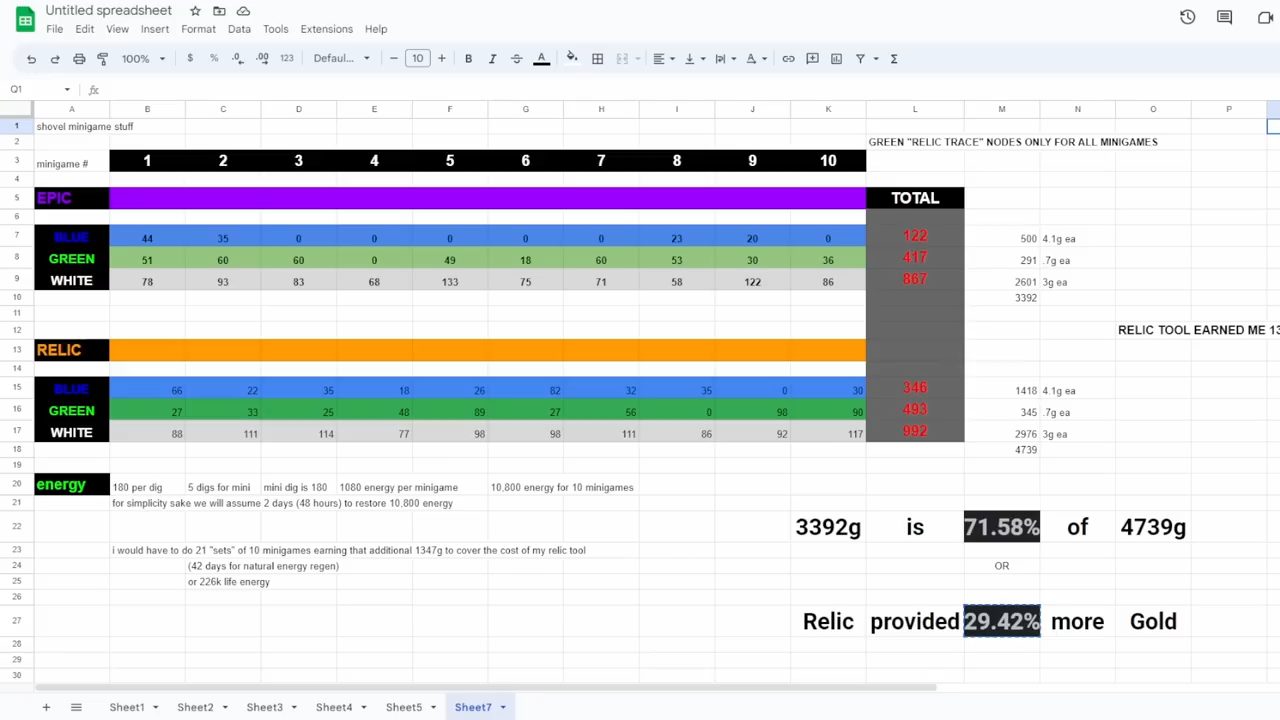 Untitled spreadsheet
File Edit View Insert Format Data Tools Extensions Help
100% $ % .0 .00 123 Defaul... 10 B I A
Q1 fx
A B C D E F G H I J K L M N O P
1 shovel minigame stuff
2 GREEN "RELIC TRACE" NODES ONLY FOR ALL MINIGAMES
3 minigame # 1 2 3 4 5 6 7 8 9 10
4
5 EPIC TOTAL
6
7 BLUE 44 35 0 0 0 0 0 23 20 0 122 500 4.1g ea
8 GREEN 51 60 60 0 49 18 60 53 30 36 417 291 .7g ea
9 WHITE 78 93 83 68 133 75 71 58 122 86 867 2601 3g ea
10 3392
11
12 RELIC TOOL EARNED ME 13
13 RELIC
14
15 BLUE 66 22 35 18 26 82 32 35 0 30 346 1418 4.1g ea
16 GREEN 27 33 25 48 89 27 56 0 98 90 493 345 .7g ea
17 WHITE 88 111 114 77 98 98 111 86 92 117 992 2976 3g ea
18 4739
19
20 energy 180 per dig 5 digs for mini mini dig is 180 1080 energy per minigame 10,800 energy for 10 minigames
21 for simplicity sake we will assume 2 days (48 hours) to restore 10,800 energy
22 3392g is 71.58% of 4739g
23 i would have to do 21 "sets" of 10 minigames earning that additional 1347g to cover the cost of my relic tool
24 (42 days for natural energy regen) OR
25 or 226k life energy
26
27 Relic provided 29.42% more Gold
28
29
30
Sheet1 Sheet2 Sheet3 Sheet4 Sheet5 Sheet7